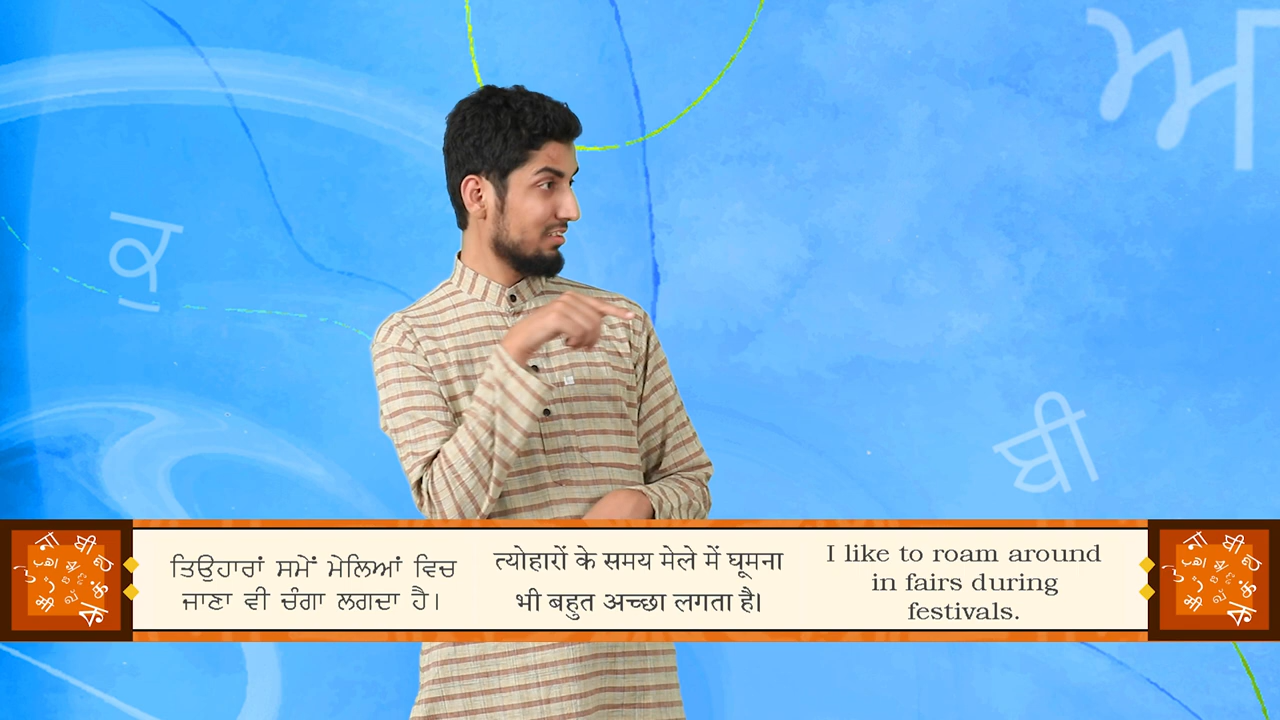 ਅ
ਕੁ
ਬੀ
ਤਿਉਹਾਰਾਂ ਸਮੇਂ ਮੇਲਿਆਂ ਵਿਚ
ਜਾਣਾ ਵੀ ਚੰਗਾ ਲਗਦਾ ਹੈ।
त्योहारों के समय मेले में घूमना
भी बहुत अच्छा लगता है।
I like to roam around
in fairs during
festivals.